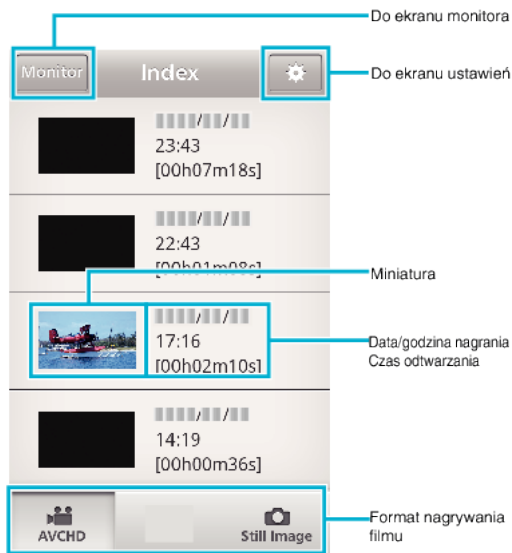 Do ekranu monitora
Monitor
Index
Do ekranu ustawień
23:43
[00h07m18s]
22:43
[00h01m08s]
Miniatura
17:16
[00h02m10s]
Data/godzina nagrania
Czas odtwarzania
14:19
[00h00m36s]
AVCHD
Still Image
Format nagrywania
filmu